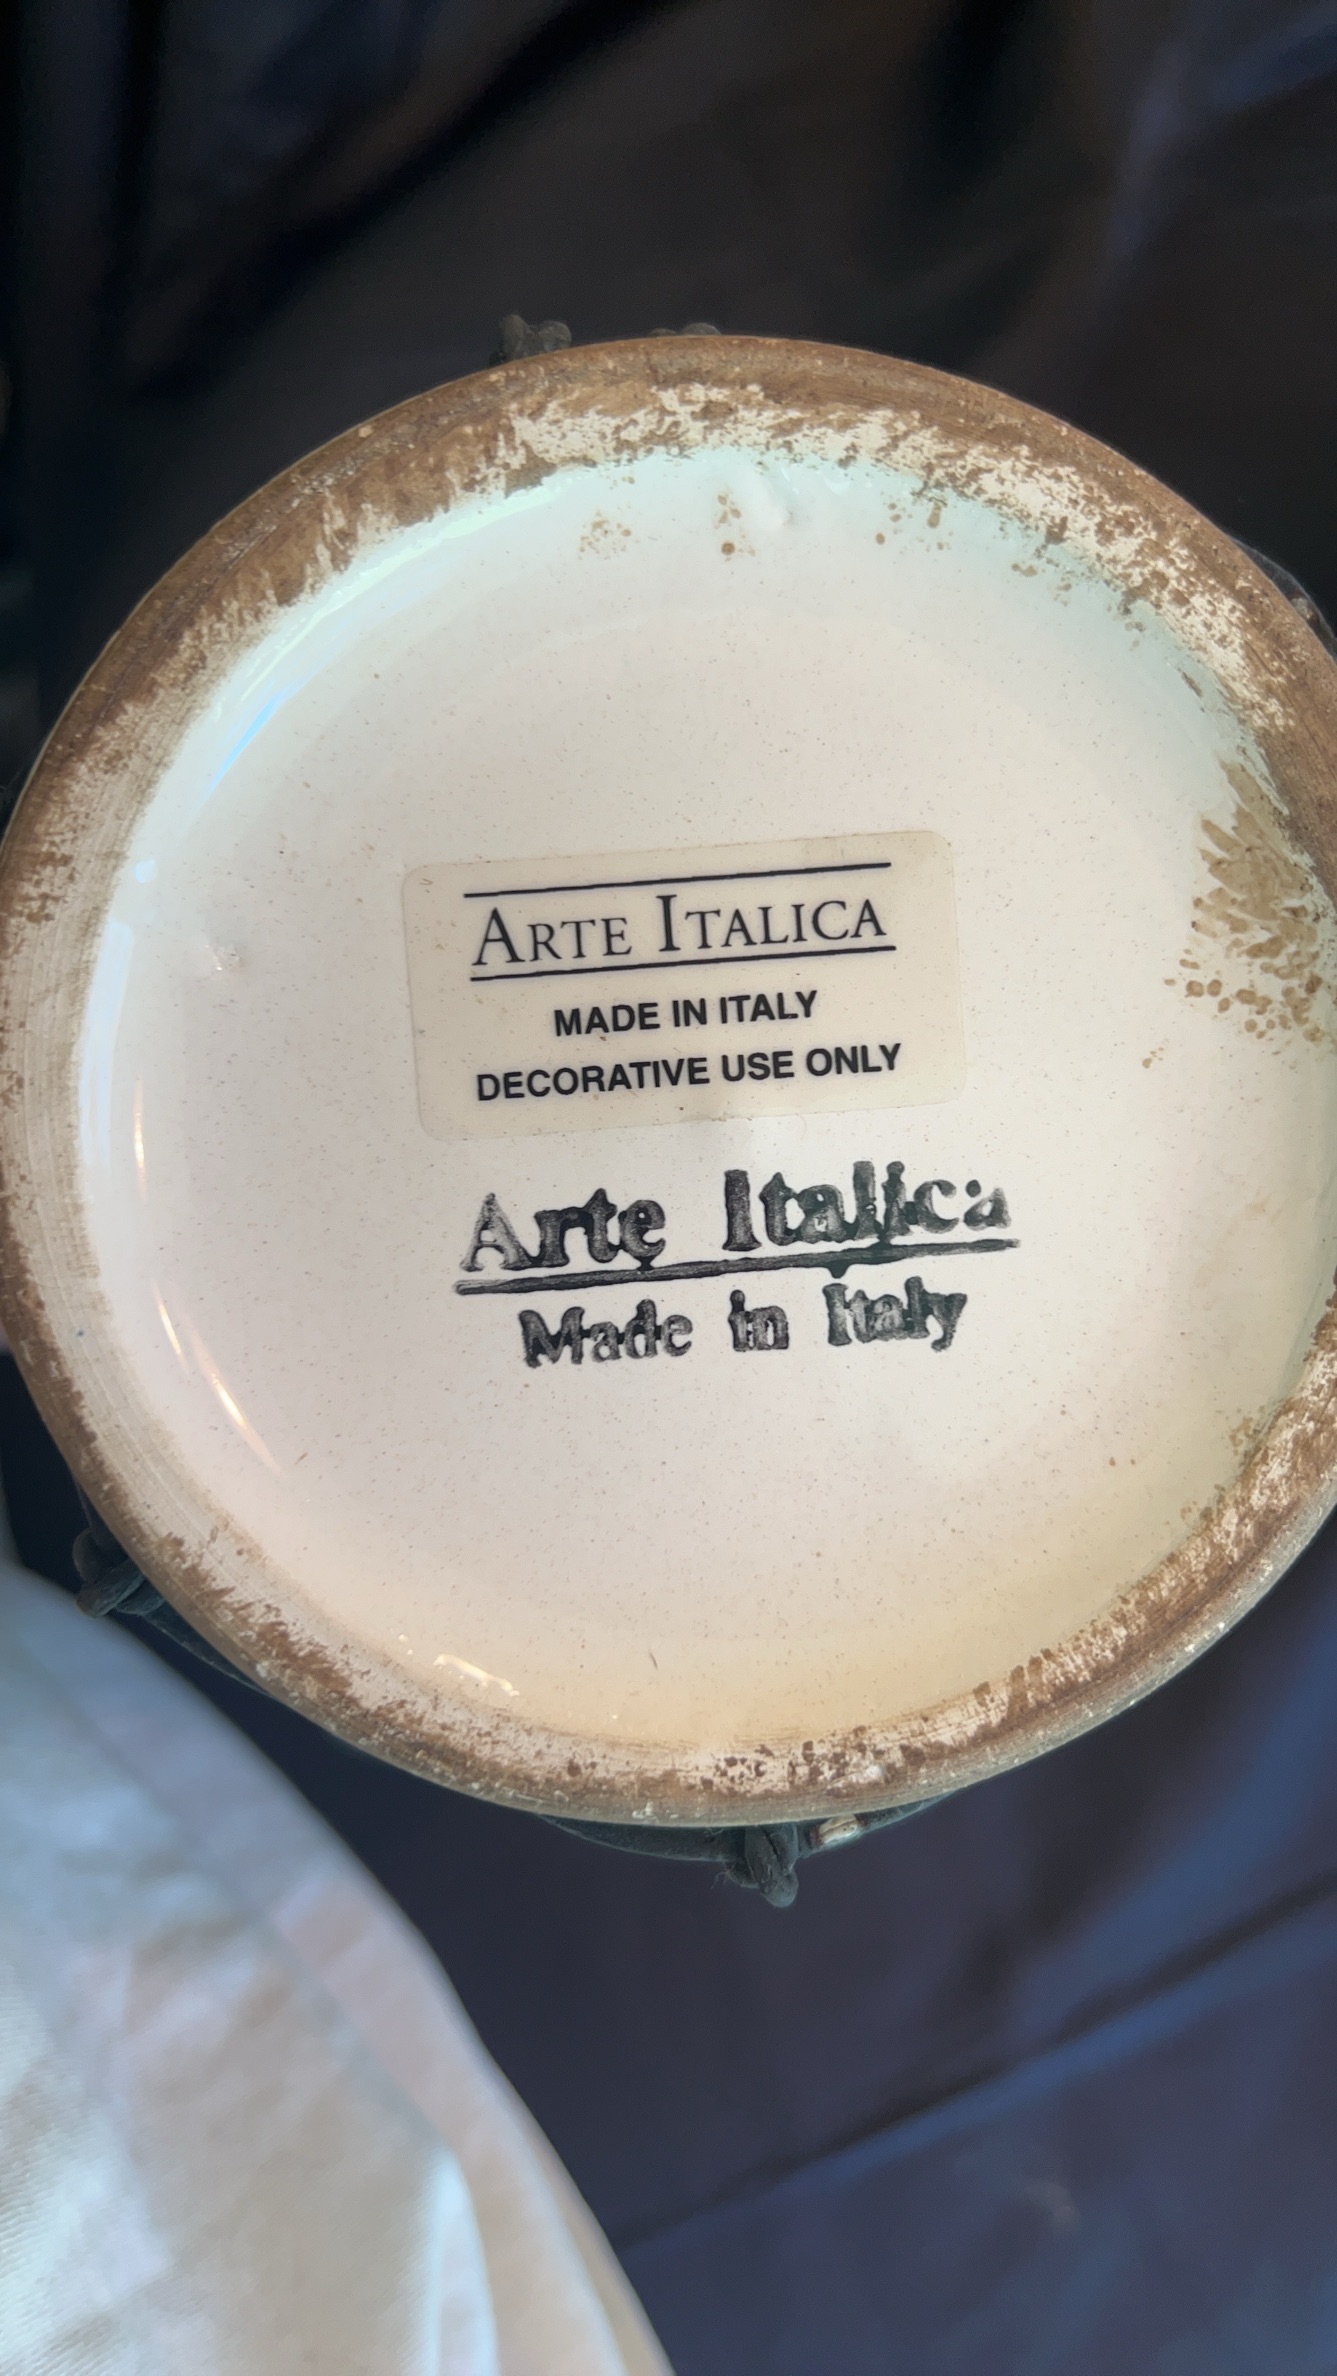 ARTE ITALICA
MADE IN ITALY
DECORATIVE USE ONLY
Arte Italica
Made in Italy